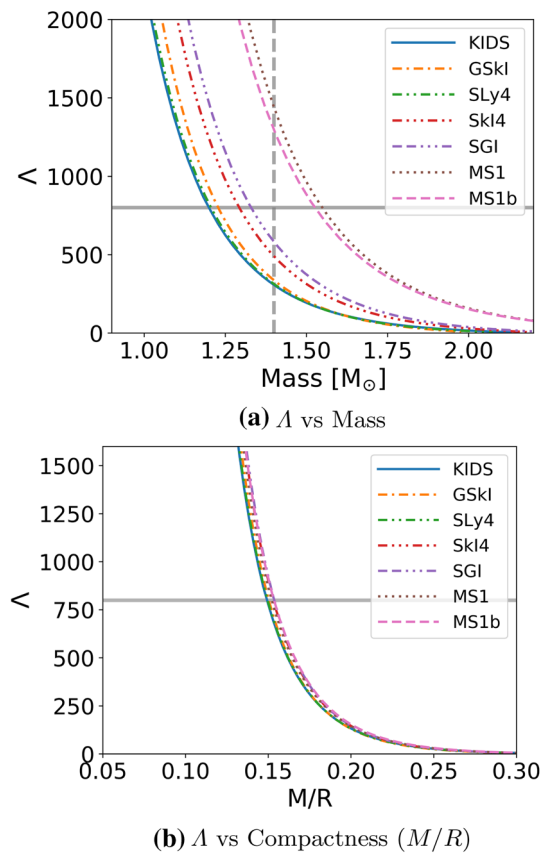 2000
1500
1000
500
0
Λ
KIDS
GSkI
SLy4
SkI4
SGI
MS1
MS1b
1.00 1.25 1.50 1.75 2.00
Mass [M⊙]
(a) Λ vs Mass
1500
1250
1000
750
500
250
0
Λ
KIDS
GSkI
SLy4
SkI4
SGI
MS1
MS1b
0.05 0.10 0.15 0.20 0.25 0.30
M/R
(b) Λ vs Compactness (M/R)